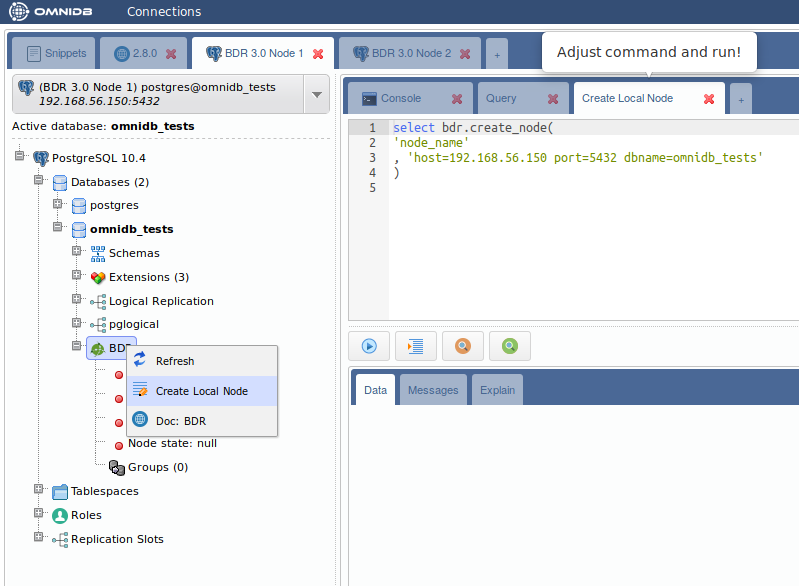 OMNIDB Connections
Snippets
2.8.0
BDR 3.0 Node 1
BDR 3.0 Node 2
+
Adjust command and run!
(BDR 3.0 Node 1) postgres@omnidb_tests
192.168.56.150:5432
Active database: omnidb_tests
PostgreSQL 10.4
Databases (2)
postgres
omnidb_tests
Schemas
Extensions (3)
Logical Replication
pglogical
BDR
Refresh
Create Local Node
Doc: BDR
Node state: null
Groups (0)
Tablespaces
Roles
Replication Slots
Console
Query
Create Local Node
+
1 select bdr.create_node(
2 'node_name'
3 , 'host=192.168.56.150 port=5432 dbname=omnidb_tests'
4 )
5
Data
Messages
Explain